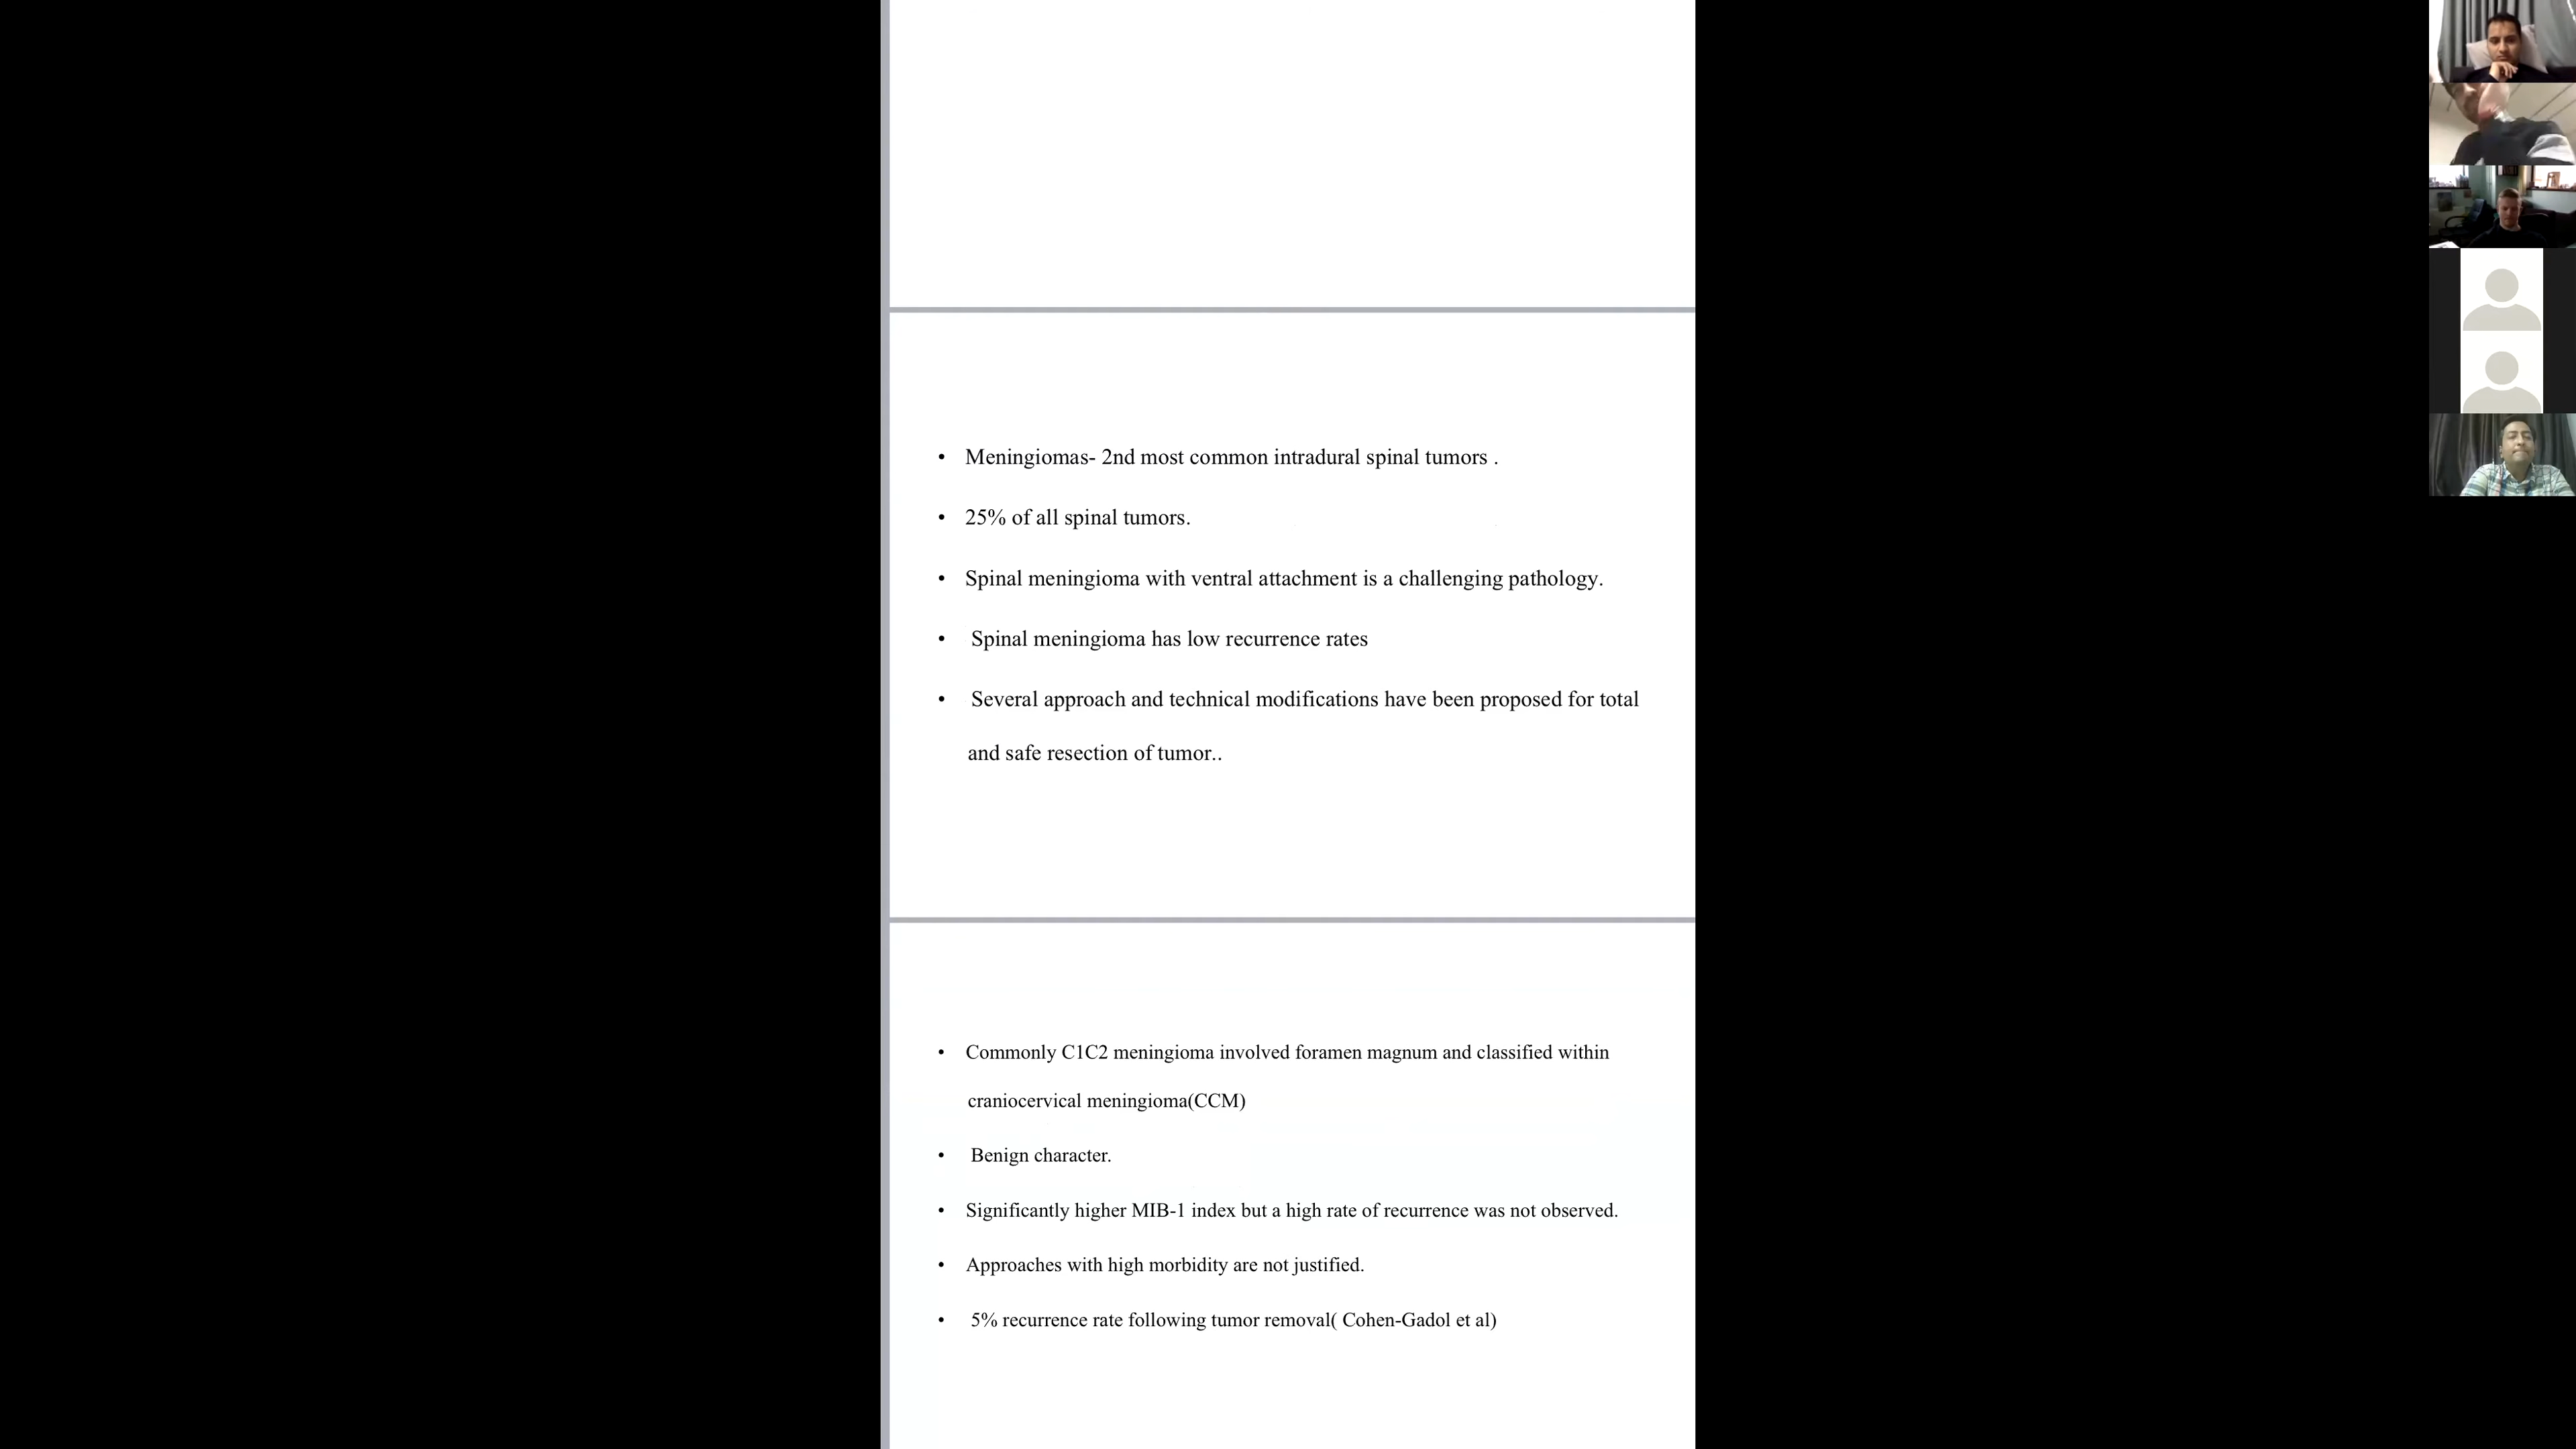 • Meningiomas- 2nd most common intradural spinal tumors .
• 25% of all spinal tumors.
• Spinal meningioma with ventral attachment is a challenging pathology.
• Spinal meningioma has low recurrence rates
• Several approach and technical modifications have been proposed for total
and safe resection of tumor..
• Commonly C1C2 meningioma involved foramen magnum and classified within
craniocervical meningioma(CCM)
• Benign character.
• Significantly higher MIB-1 index but a high rate of recurrence was not observed.
• Approaches with high morbidity are not justified.
• 5% recurrence rate following tumor removal( Cohen-Gadol et al)